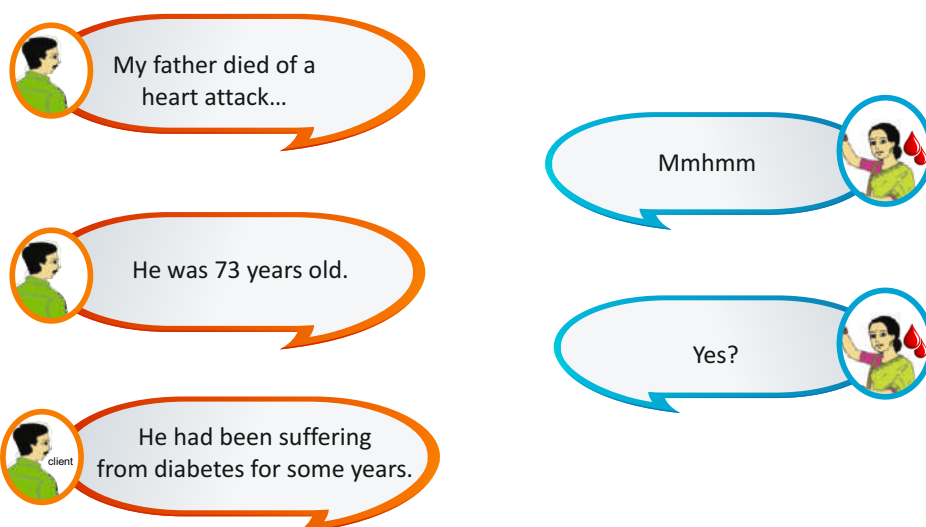 My father died of a
heart attack...
Mmhmm
He was 73 years old.
Yes?
He had been suffering
from diabetes for some years.
client